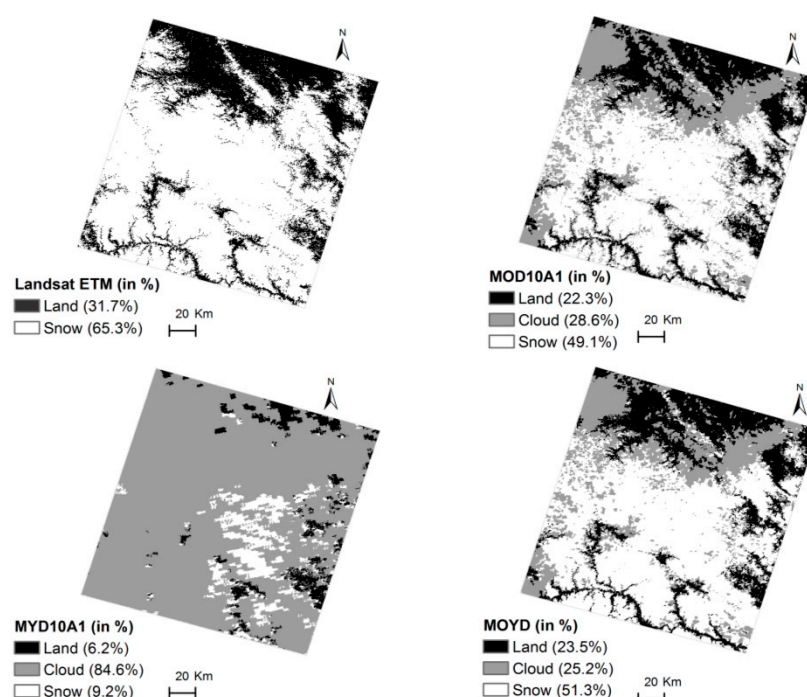 N
N
Landsat ETM (in %)
Land (31.7%)
Snow (65.3%)
20 Km
MOD10A1 (in %)
Land (22.3%)
Cloud (28.6%)
Snow (49.1%)
20 Km
N
N
MYD10A1 (in %)
Land (6.2%)
Cloud (84.6%)
Snow (9.2%)
20 Km
MOYD (in %)
Land (23.5%)
Cloud (25.2%)
Snow (51.3%)
20 Km